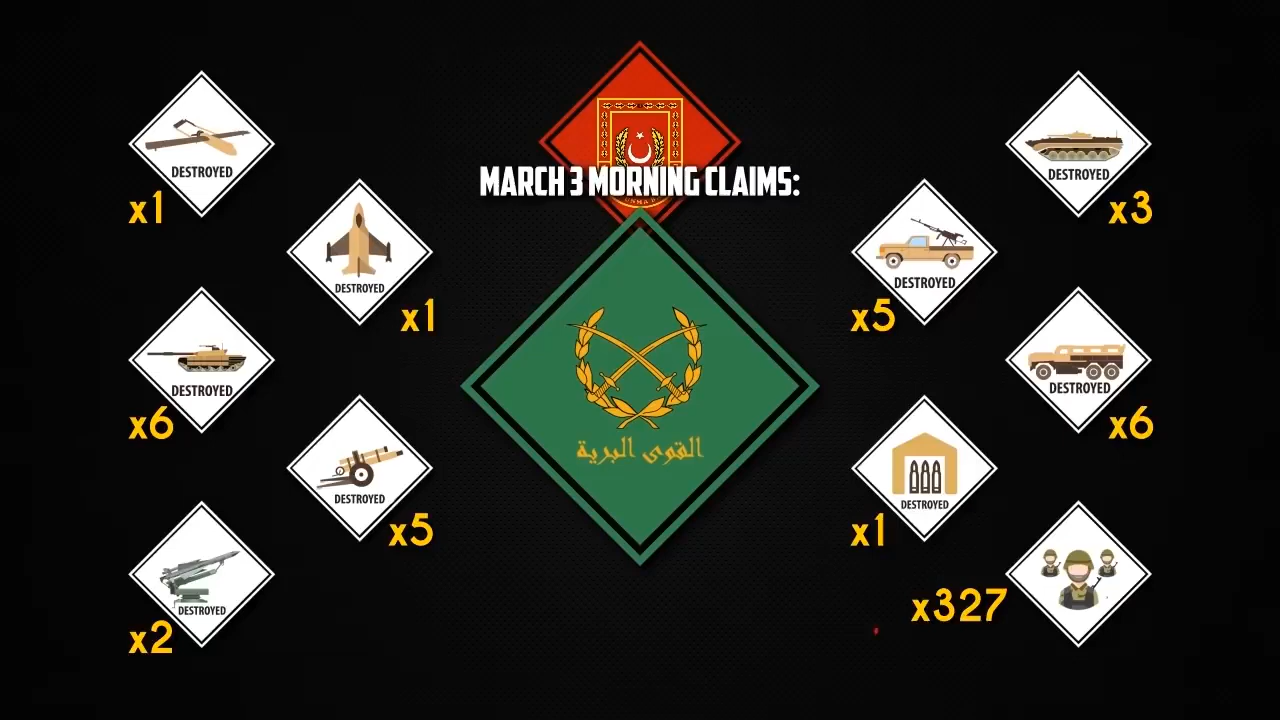 MARCH 3 MORNING CLAIMS:
DESTROYED
x1
DESTROYED
x1
DESTROYED
x6
DESTROYED
x5
DESTROYED
x2
القوى البرية
DESTROYED
x3
DESTROYED
x5
DESTROYED
x6
DESTROYED
x1
x327